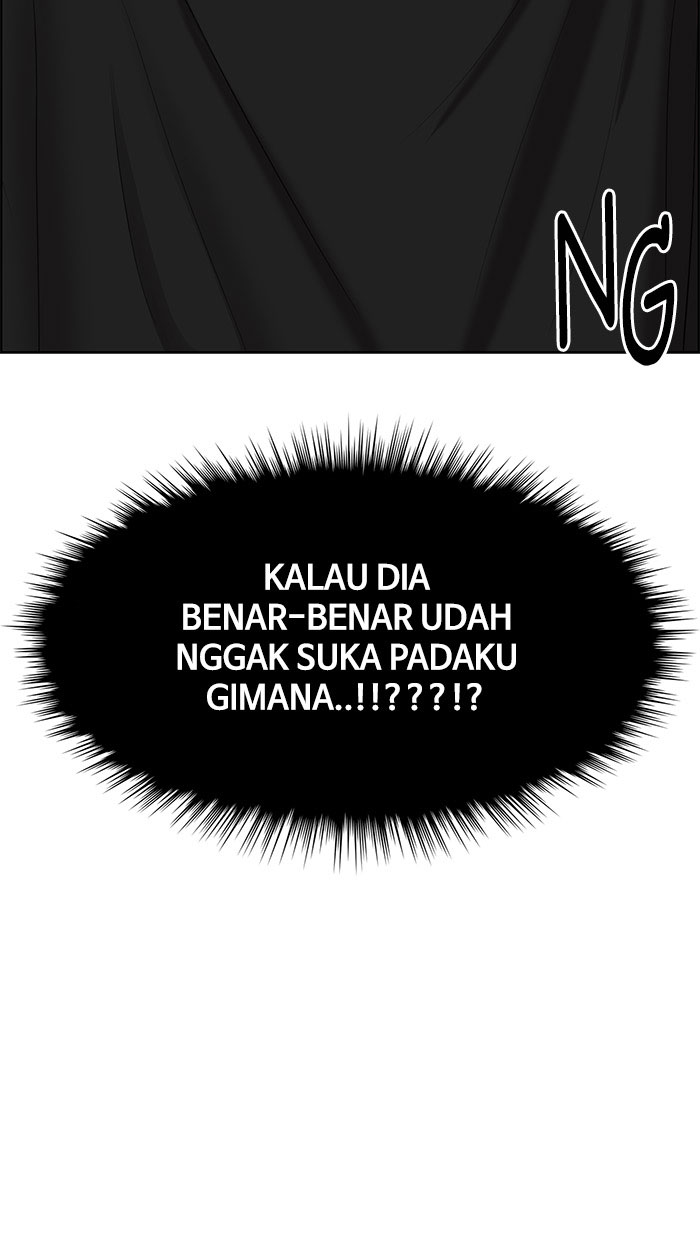 NG
KALAU DIA
BENAR-BENAR UDAH
NGGAK SUKA PADAKU
GIMANA..!!???!?